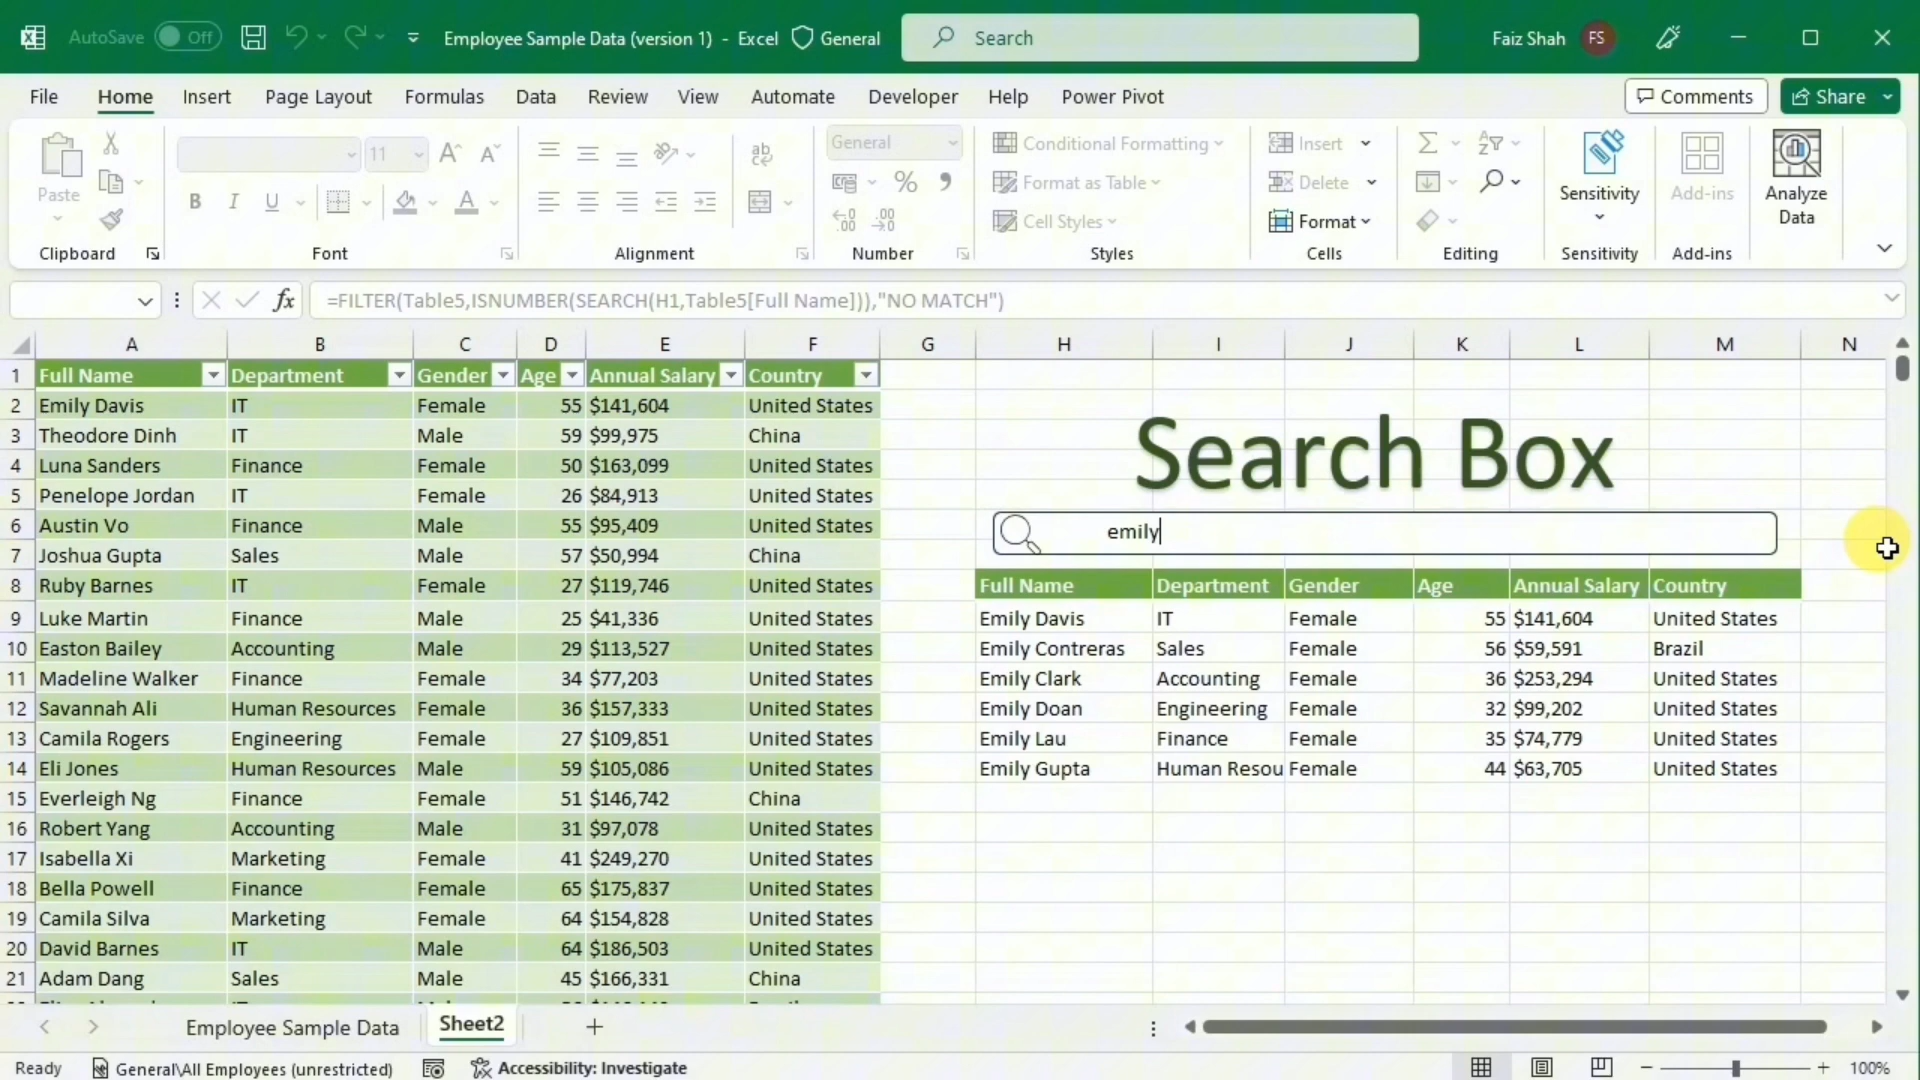 AutoSave Off Employee Sample Data (version 1) - Excel General Search Faiz Shah FS
File Home Insert Page Layout Formulas Data Review View Automate Developer Help Power Pivot Comments Share
Paste 11 General Conditional Formatting Format as Table Cell Styles Insert Delete Format Sensitivity Add-ins Analyze Data
Clipboard Font Alignment Number Styles Cells Editing Sensitivity Add-ins
=FILTER(Table5,ISNUMBER(SEARCH(H1,Table5[Full Name])),"NO MATCH")
A B C D E F G H I J K L M N
1 Full Name Department Gender Age Annual Salary Country
2 Emily Davis IT Female 55 $141,604 United States
3 Theodore Dinh IT Male 59 $99,975 China
4 Luna Sanders Finance Female 50 $163,099 United States
5 Penelope Jordan IT Female 26 $84,913 United States
6 Austin Vo Finance Male 55 $95,409 United States
7 Joshua Gupta Sales Male 57 $50,994 China
8 Ruby Barnes IT Female 27 $119,746 United States
9 Luke Martin Finance Male 25 $41,336 United States
10 Easton Bailey Accounting Male 29 $113,527 United States
11 Madeline Walker Finance Female 34 $77,203 United States
12 Savannah Ali Human Resources Female 36 $157,333 United States
13 Camila Rogers Engineering Female 27 $109,851 United States
14 Eli Jones Human Resources Male 59 $105,086 United States
15 Everleigh Ng Finance Female 51 $146,742 China
16 Robert Yang Accounting Male 31 $97,078 United States
17 Isabella Xi Marketing Female 41 $249,270 United States
18 Bella Powell Finance Female 65 $175,837 United States
19 Camila Silva Marketing Female 64 $154,828 United States
20 David Barnes IT Male 64 $186,503 United States
21 Adam Dang Sales Male 45 $166,331 China
Search Box
emily
Full Name Department Gender Age Annual Salary Country
Emily Davis IT Female 55 $141,604 United States
Emily Contreras Sales Female 56 $59,591 Brazil
Emily Clark Accounting Female 36 $253,294 United States
Emily Doan Engineering Female 32 $99,202 United States
Emily Lau Finance Female 35 $74,779 United States
Emily Gupta Human Resou Female 44 $63,705 United States
Employee Sample Data Sheet2
Ready General\All Employees (unrestricted) Accessibility: Investigate 100%